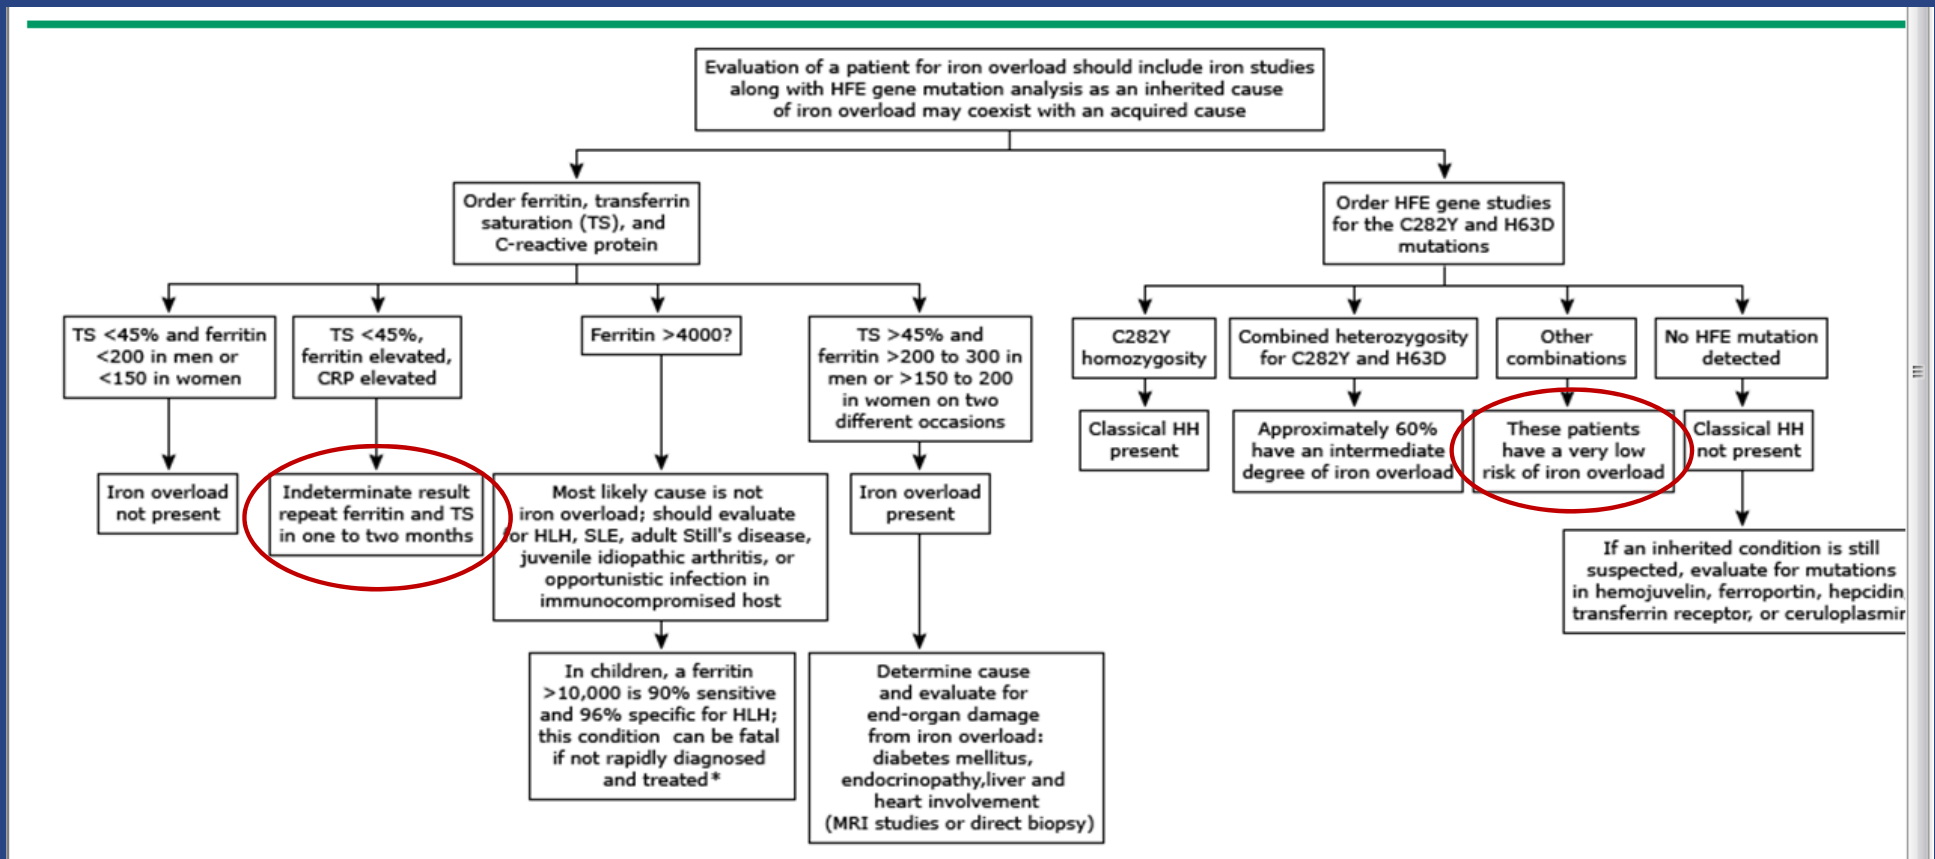 Evaluation of a patient for iron overload should include iron studies
along with HFE gene mutation analysis as an inherited cause
of iron overload may coexist with an acquired cause
Order ferritin, transferrin
saturation (TS), and
C-reactive protein
Order HFE gene studies
for the C282Y and H63D
mutations
TS <45% and ferritin
<200 in men or
<150 in women
TS <45%,
ferritin elevated,
CRP elevated
Ferritin >4000?
TS >45% and
ferritin >200 to 300 in
men or >150 to 200
in women on two
different occasions
C282Y
homozygosity
Combined heterozygosity
for C282Y and H63D
Other
combinations
No HFE mutation
detected
Classical HH
present
Approximately 60%
have an intermediate
degree of iron overload
These patients
have a very low
risk of iron overload
Classical HH
not present
Iron overload
not present
Indeterminate result
repeat ferritin and TS
in one to two months
Most likely cause is not
iron overload; should evaluate
for HLH, SLE, adult Still's disease,
juvenile idiopathic arthritis, or
opportunistic infection in
immunocompromised host
Iron overload
present
If an inherited condition is still
suspected, evaluate for mutations
in hemojuvelin, ferroportin, hepcidin
transferrin receptor, or ceruloplasmin
In children, a ferritin
>10,000 is 90% sensitive
and 96% specific for HLH;
this condition can be fatal
if not rapidly diagnosed
and treated*
Determine cause
and evaluate for
end-organ damage
from iron overload:
diabetes mellitus,
endocrinopathy,liver and
heart involvement
(MRI studies or direct biopsy)